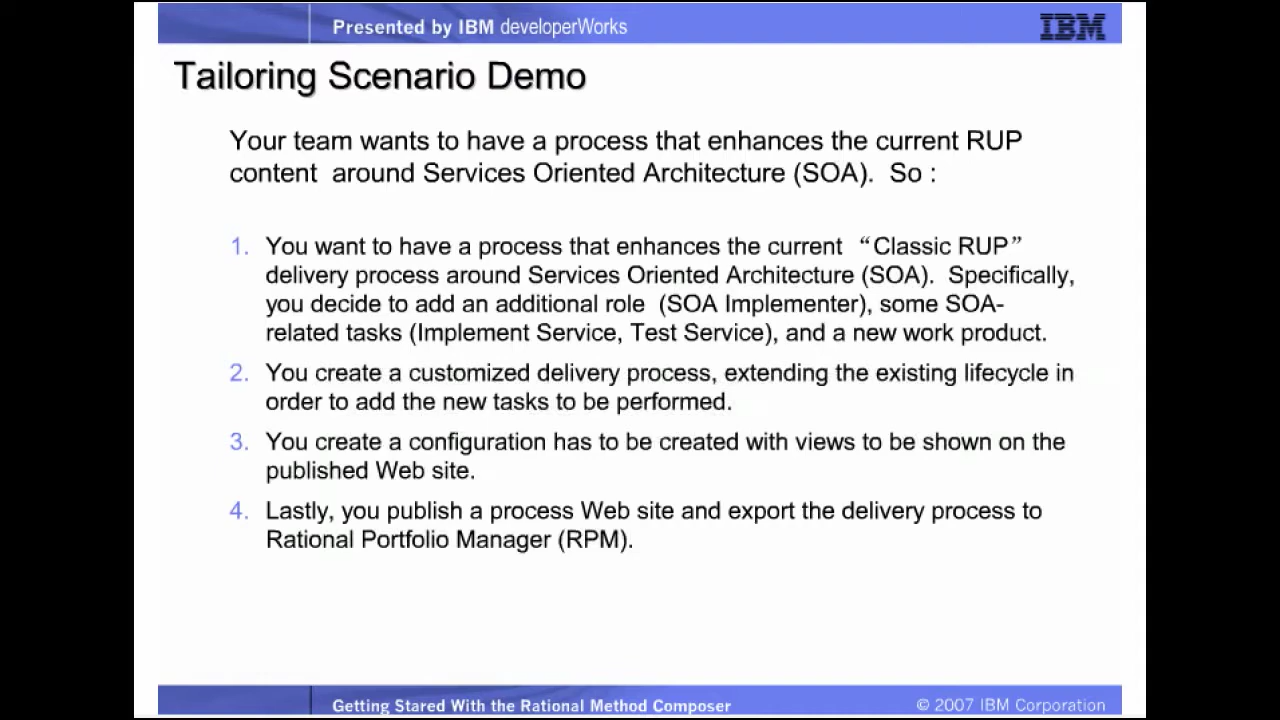 Presented by IBM developerWorks
IBM
Tailoring Scenario Demo
Your team wants to have a process that enhances the current RUP
content around Services Oriented Architecture (SOA). So :
1. You want to have a process that enhances the current “Classic RUP”
delivery process around Services Oriented Architecture (SOA). Specifically,
you decide to add an additional role (SOA Implementer), some SOA-
related tasks (Implement Service, Test Service), and a new work product.
2. You create a customized delivery process, extending the existing lifecycle in
order to add the new tasks to be performed.
3. You create a configuration has to be created with views to be shown on the
published Web site.
4. Lastly, you publish a process Web site and export the delivery process to
Rational Portfolio Manager (RPM).
Getting Stared With the Rational Method Composer
© 2007 IBM Corporation